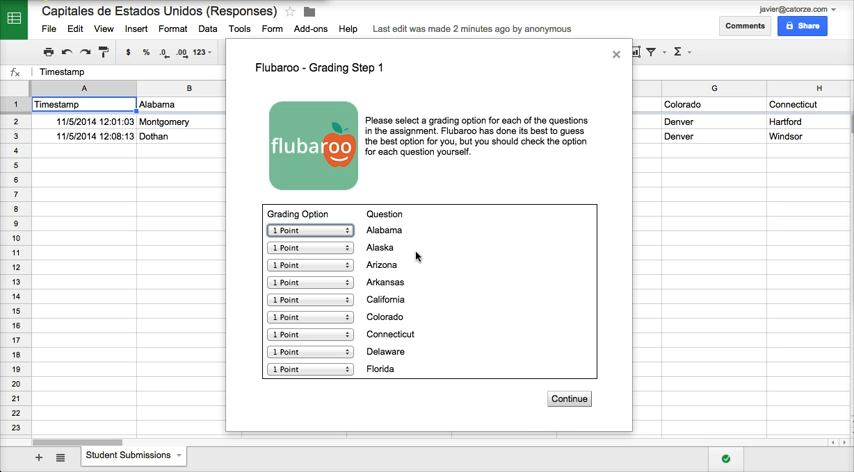 Capitales de Estados Unidos (Responses)
javier@catorze.com
File Edit View Insert Format Data Tools Form Add-ons Help Last edit was made 2 minutes ago by anonymous
Comments
Share
$ % .0 .00 123
Σ
fx Timestamp
A B G H
1 Timestamp Alabama Colorado Connecticut
2 11/5/2014 12:01:03 Montgomery Denver Hartford
3 11/5/2014 12:08:13 Dothan Denver Windsor
4
5
6
7
8
9
10
11
12
13
14
15
16
17
18
19
20
21
22
23
Flubaroo - Grading Step 1
flubaroo
Please select a grading option for each of the questions
in the assignment. Flubaroo has done its best to guess
the best option for you, but you should check the option
for each question yourself.
Grading Option Question
1 Point Alabama
1 Point Alaska
1 Point Arizona
1 Point Arkansas
1 Point California
1 Point Colorado
1 Point Connecticut
1 Point Delaware
1 Point Florida
Continue
Student Submissions